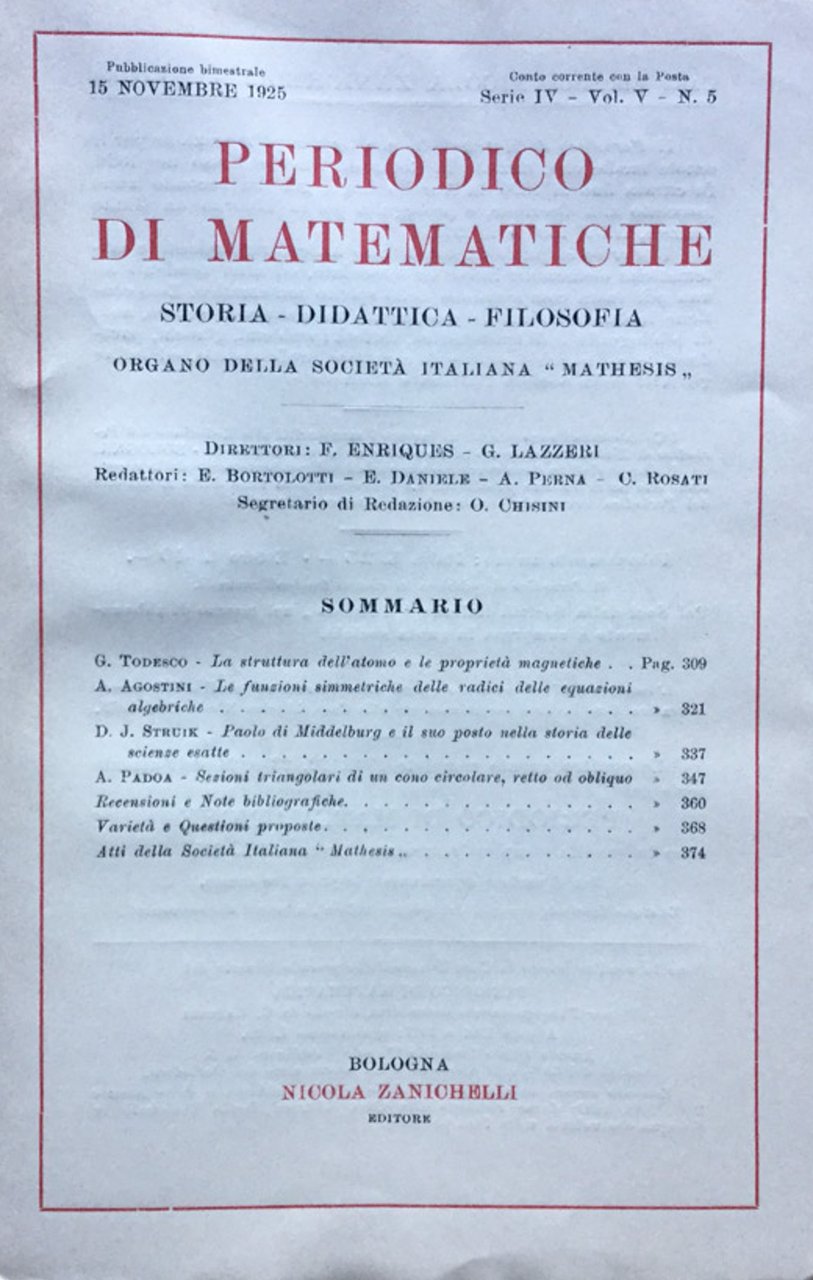 Pubblicazione bimestrale
15 NOVEMBRE 1925
Conto corrente con la Posta
Serie IV - Vol. V - N. 5
PERIODICO
DI MATEMATICHE
STORIA - DIDATTICA - FILOSOFIA
ORGANO DELLA SOCIETÀ ITALIANA “ MATHESIS „
DIRETTORI: F. ENRIQUES - G. LAZZERI
Redattori: E. BORTOLOTTI - E. DANIELE - A. PERNA - C. ROSATI
Segretario di Redazione: O. CHISINI
SOMMARIO
G. TODESCO - La struttura dell'atomo e le proprietà magnetiche . . Pag. 309
A. AGOSTINI - Le funzioni simmetriche delle radici delle equazioni
algebriche . . . . . . . . . . . . . . . . . . . . . » 321
D. J. STRUIK - Paolo di Middelburg e il suo posto nella storia delle
scienze esatte . . . . . . . . . . . . . . . . . . . . » 337
A. PADOA - Sezioni triangolari di un cono circolare, retto od obliquo » 347
Recensioni e Note bibliografiche. . . . . . . . . . . . . . » 360
Varietà e Questioni proposte. . . . . . . . . . . . . . . » 368
Atti della Società Italiana “ Mathesis „ . . . . . . . . . . . » 374
BOLOGNA
NICOLA ZANICHELLI
EDITORE